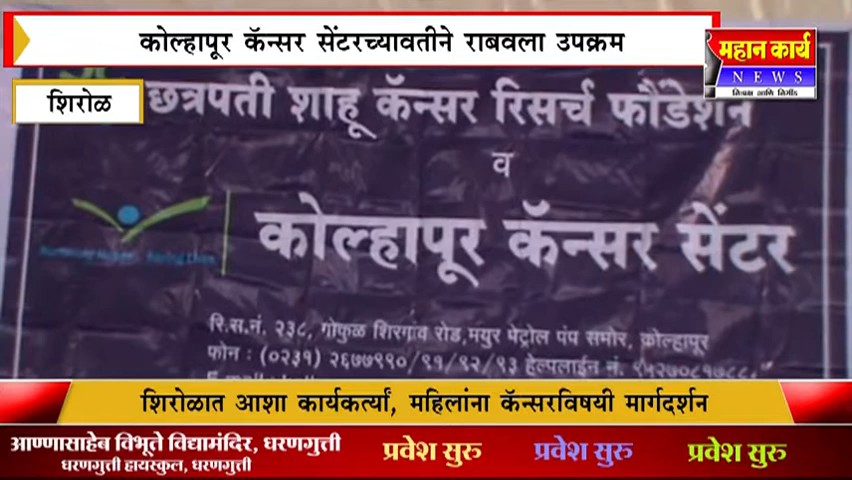 कोल्हापूर कॅन्सर सेंटरच्यावतीने राबवला उपक्रम
महान कार्य
NEWS
निःपक्ष आणि निर्भीड
शिरोळ
छत्रपती शाहू कॅन्सर रिसर्च फौंडेशन
व
कोल्हापूर कॅन्सर सेंटर
रि.स.नं. २३८, गोकुळ शिरगाव रोड,मयुर पेट्रोल पंप समोर, कोल्हापूर
फोन : (०२३१) २६७७९९०/९१/९२/९३ हेल्पलाईन नं.
शिरोळात आशा कार्यकर्त्यां, महिलांना कॅन्सरविषयी मार्गदर्शन
आण्णासाहेब विभूते विद्यामंदिर, धरणगुत्ती
धरणगुत्ती हायस्कुल, धरणगुत्ती
प्रवेश सुरु प्रवेश सुरु प्रवेश सुरु